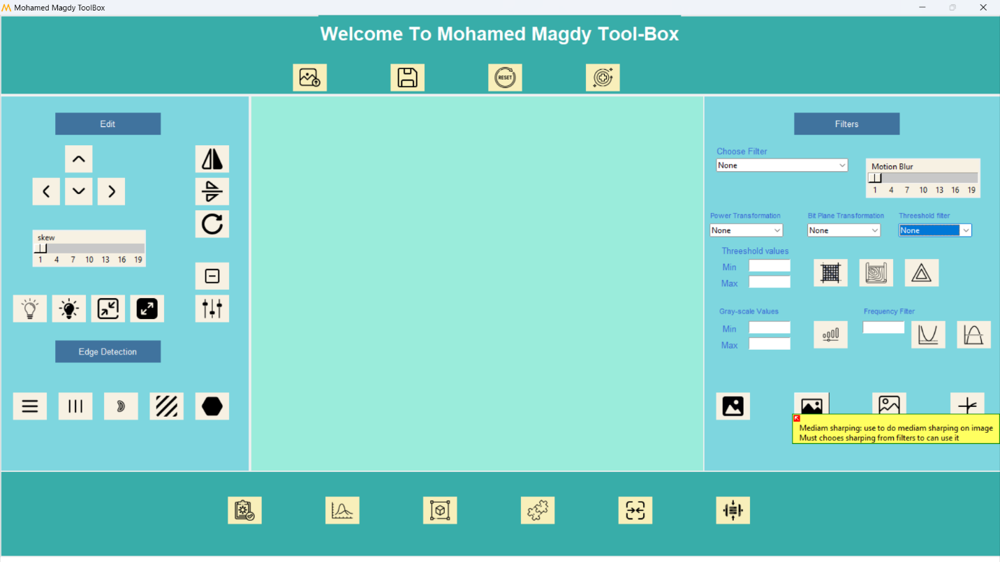 Mohamed Magdy ToolBox
Welcome To Mohamed Magdy Tool-Box
RESET
Edit
skew
1 4 7 10 13 16 19
Edge Detection
Filters
Choose Filter
None
Motion Blur
1 4 7 10 13 16 19
Power Transformation
None
Bit Plane Transformation
None
Threeshold filter
None
Threeshold values
Min
Max
Gray-scale Values
Min
Max
Frequency Filter
Mediam sharping: use to do mediam sharping on image
Must chooes sharping from filters to can use it